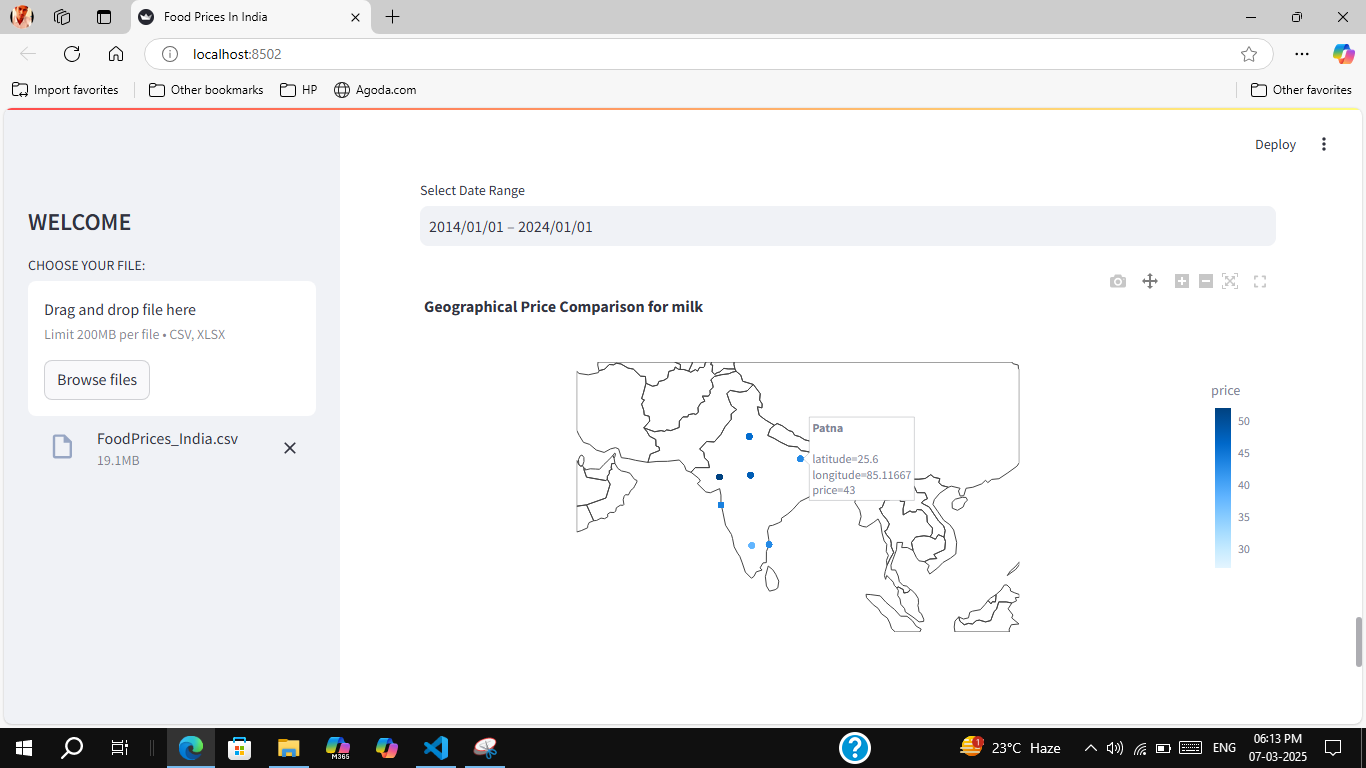 Food Prices In India
localhost:8502
Import favorites
Other bookmarks
HP
Agoda.com
Other favorites
Deploy
WELCOME
CHOOSE YOUR FILE:
Drag and drop file here
Limit 200MB per file • CSV, XLSX
Browse files
FoodPrices_India.csv
19.1MB
Select Date Range
2014/01/01 – 2024/01/01
Geographical Price Comparison for milk
Patna
latitude=25.6
longitude=85.11667
price=43
price
50
45
40
35
30
M365
?
1
23°C Haze
ENG
06:13 PM
07-03-2025